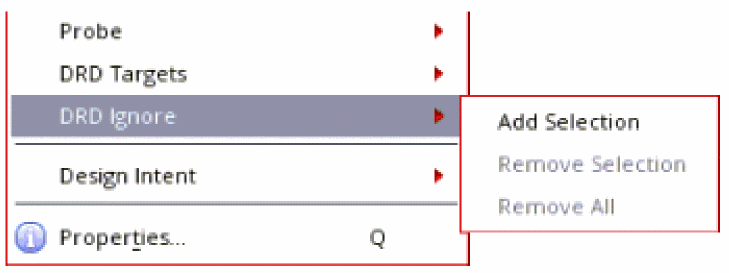 Probe
DRD Targets
DRD Ignore
Add Selection
Remove Selection
Remove All
Design Intent
Properties... Q